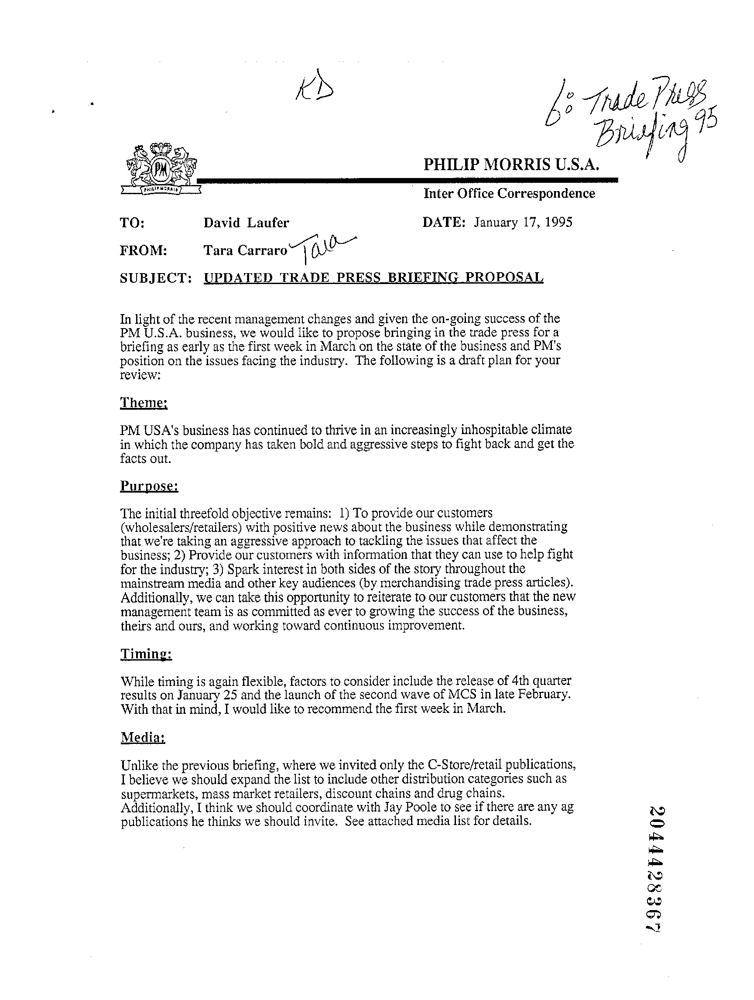 KD
f: Trade Press
Briefing 95
PM
PHILIP MORRIS
PHILIP MORRIS U.S.A.
Inter Office Correspondence
TO: David Laufer DATE: January 17, 1995
FROM: Tara Carraro Tara
SUBJECT: UPDATED TRADE PRESS BRIEFING PROPOSAL
In light of the recent management changes and given the on-going success of the
PM U.S.A. business, we would like to propose bringing in the trade press for a
briefing as early as the first week in March on the state of the business and PM's
position on the issues facing the industry. The following is a draft plan for your
review:
Theme:
PM USA's business has continued to thrive in an increasingly inhospitable climate
in which the company has taken bold and aggressive steps to fight back and get the
facts out.
Purpose:
The initial threefold objective remains: 1) To provide our customers
(wholesalers/retailers) with positive news about the business while demonstrating
that we're taking an aggressive approach to tackling the issues that affect the
business; 2) Provide our customers with information that they can use to help fight
for the industry; 3) Spark interest in both sides of the story throughout the
mainstream media and other key audiences (by merchandising trade press articles).
Additionally, we can take this opportunity to reiterate to our customers that the new
management team is as committed as ever to growing the success of the business,
theirs and ours, and working toward continuous improvement.
Timing:
While timing is again flexible, factors to consider include the release of 4th quarter
results on January 25 and the launch of the second wave of MCS in late February.
With that in mind, I would like to recommend the first week in March.
Media:
Unlike the previous briefing, where we invited only the C-Store/retail publications,
I believe we should expand the list to include other distribution categories such as
supermarkets, mass market retailers, discount chains and drug chains.
Additionally, I think we should coordinate with Jay Poole to see if there are any ag
publications he thinks we should invite. See attached media list for details.
2044428367